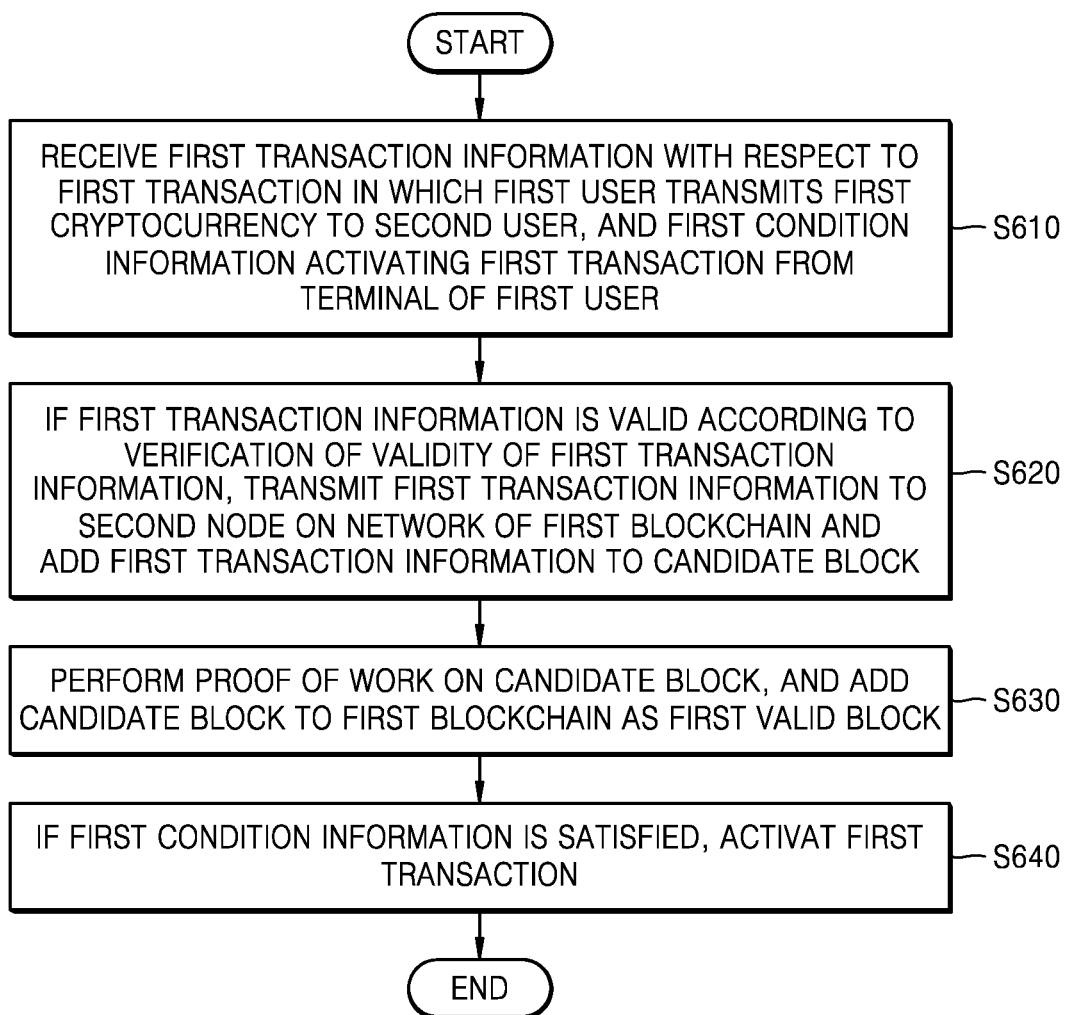 START
RECEIVE FIRST TRANSACTION INFORMATION WITH RESPECT TO
FIRST TRANSACTION IN WHICH FIRST USER TRANSMITS FIRST
CRYPTOCURRENCY TO SECOND USER, AND FIRST CONDITION
INFORMATION ACTIVATING FIRST TRANSACTION FROM
TERMINAL OF FIRST USER
S610
IF FIRST TRANSACTION INFORMATION IS VALID ACCORDING TO
VERIFICATION OF VALIDITY OF FIRST TRANSACTION
INFORMATION, TRANSMIT FIRST TRANSACTION INFORMATION TO
SECOND NODE ON NETWORK OF FIRST BLOCKCHAIN AND
ADD FIRST TRANSACTION INFORMATION TO CANDIDATE BLOCK
S620
PERFORM PROOF OF WORK ON CANDIDATE BLOCK, AND ADD
CANDIDATE BLOCK TO FIRST BLOCKCHAIN AS FIRST VALID BLOCK
S630
IF FIRST CONDITION INFORMATION IS SATISFIED, ACTIVAT FIRST
TRANSACTION
S640
END